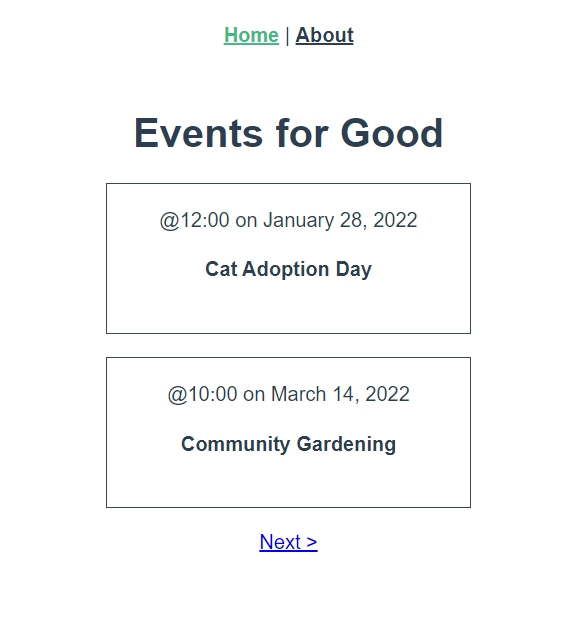 Home | About
Events for Good
@12:00 on January 28, 2022
Cat Adoption Day
@10:00 on March 14, 2022
Community Gardening
Next >